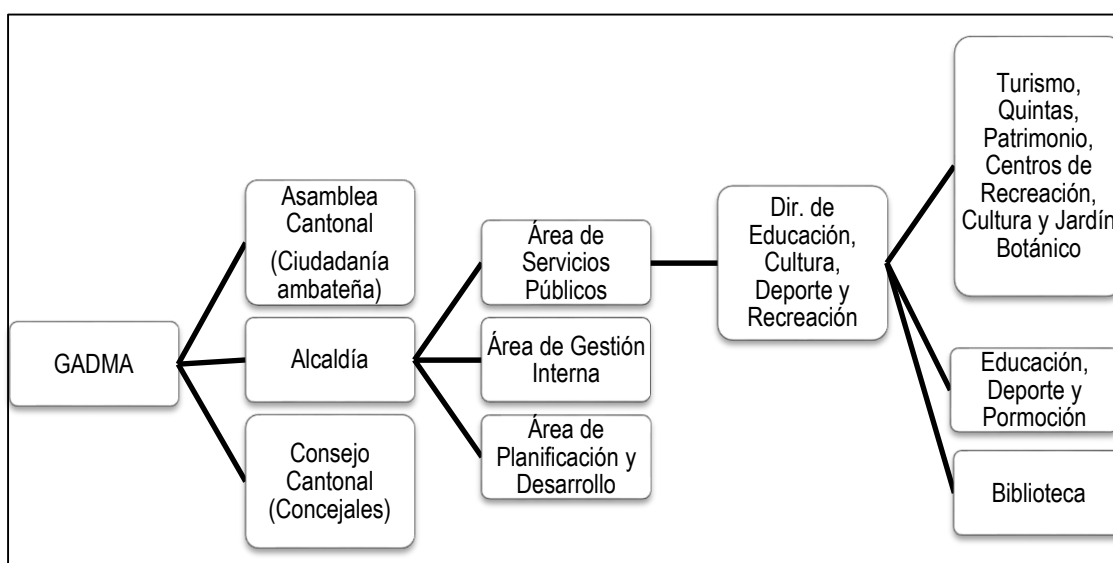 GADMA
Asamblea
Cantonal
(Ciudadanía
ambateña)
Alcaldía
Consejo
Cantonal
(Concejales)
Área de
Servicios
Públicos
Área de Gestión
Interna
Área de
Planificación y
Desarrollo
Dir. de
Educación,
Cultura,
Deporte y
Recreación
Turismo,
Quintas,
Patrimonio,
Centros de
Recreación,
Cultura y Jardín
Botánico
Educación,
Deporte y
Pormoción
Biblioteca